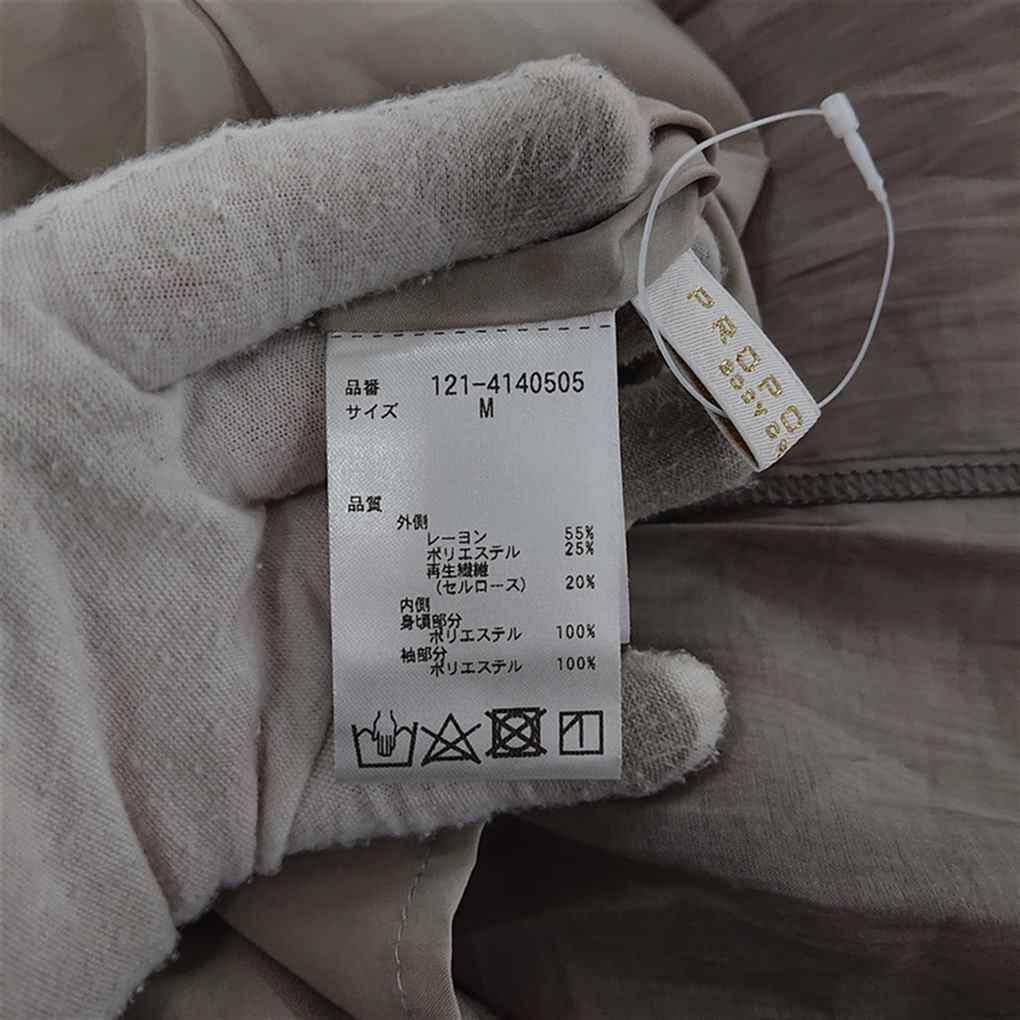 品番 121-4140505
サイズ M
品質
外側
レーヨン 55%
ポリエステル 25%
再生繊維
(セルロース) 20%
内側
身頃部分
ポリエステル 100%
袖部分
ポリエステル 100%
PROPO
BODY